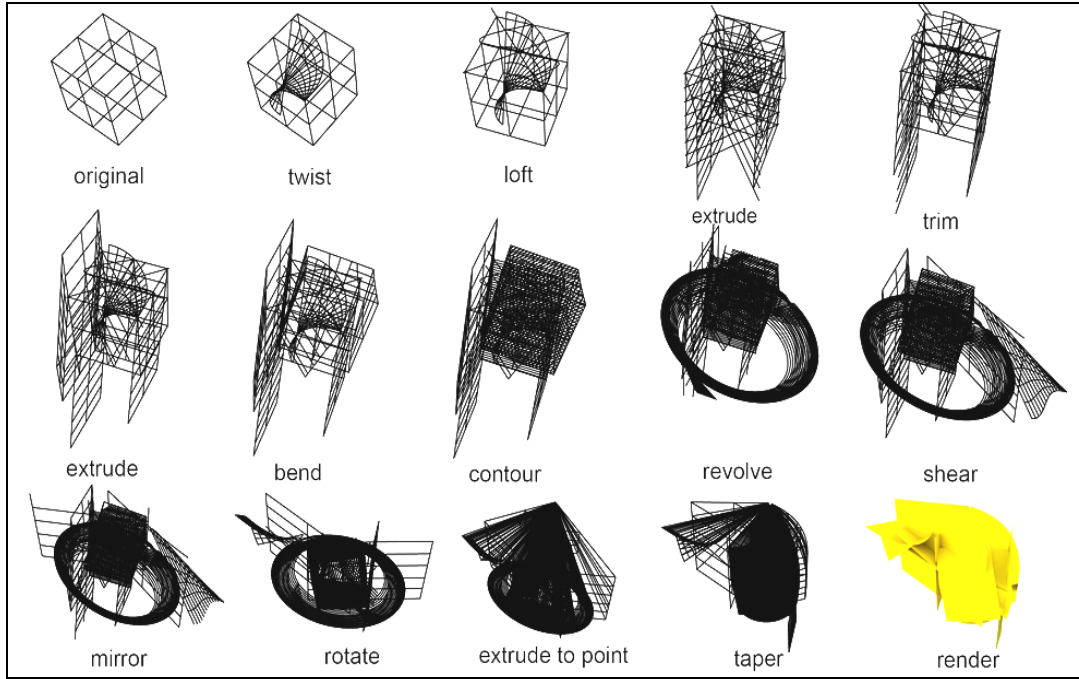 original
twist
loft
extrude
trim
extrude
bend
contour
revolve
shear
mirror
rotate
extrude to point
taper
render